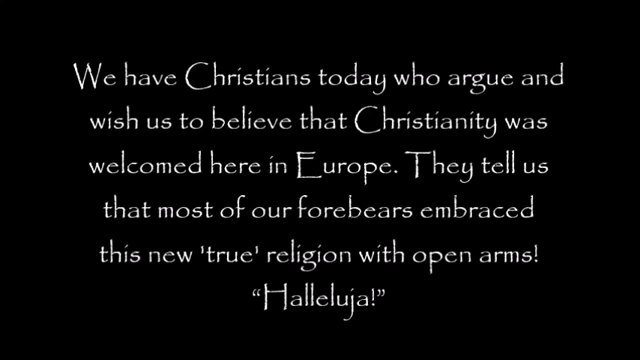 We have Christians today who argue and
wish us to believe that Christianity was
welcomed here in Europe. They tell us
that most of our forebears embraced
this new 'true' religion with open arms!
“Halleluja!”